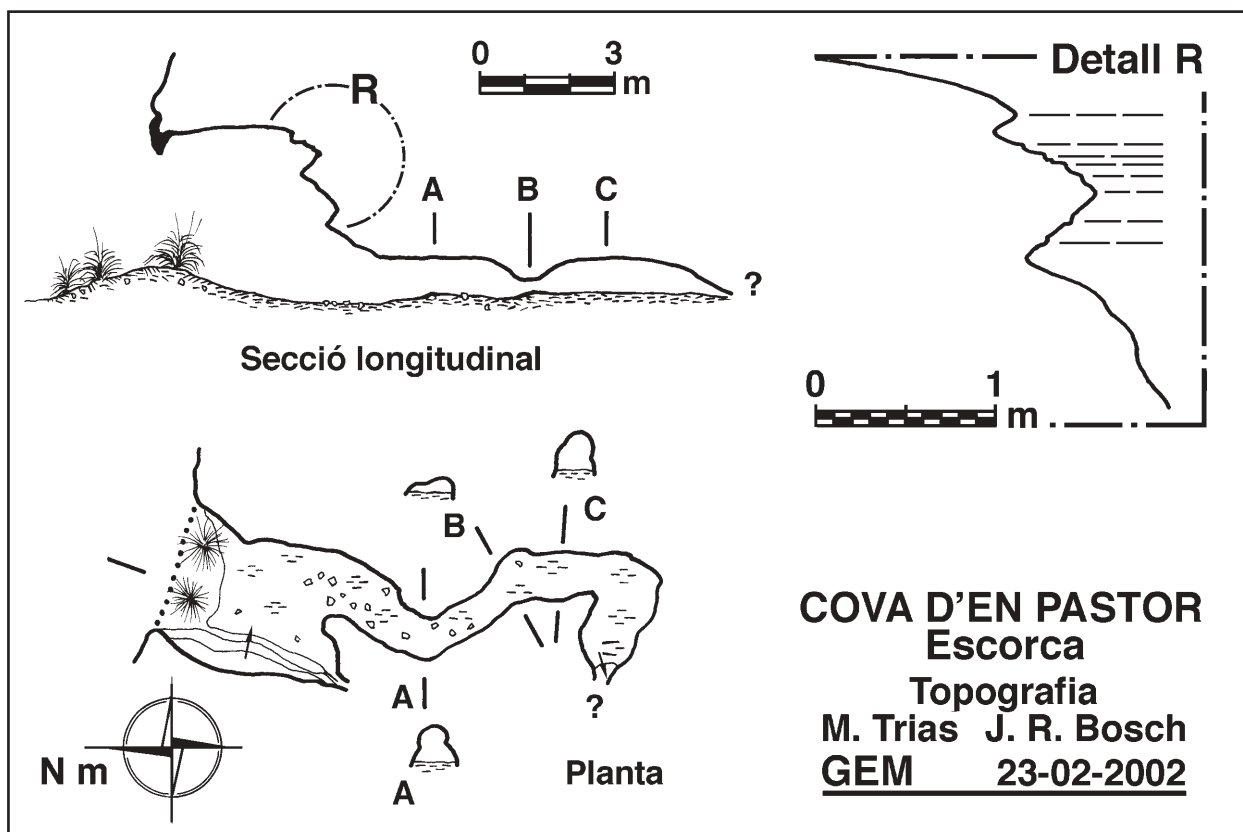 0 3
m
R
A B C
?
Secció longitudinal
Detall R
0 1
m
B C
A
?
A
N m
Planta
COVA D'EN PASTOR
Escorca
Topografia
M. Trias J. R. Bosch
GEM 23-02-2002